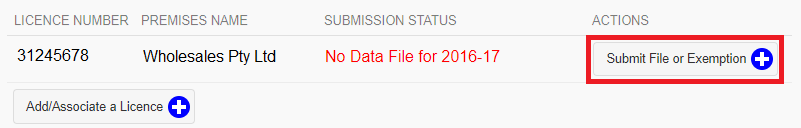 LICENCE NUMBER PREMISES NAME SUBMISSION STATUS ACTIONS
31245678 Wholesales Pty Ltd No Data File for 2016-17 Submit File or Exemption
Add/Associate a Licence